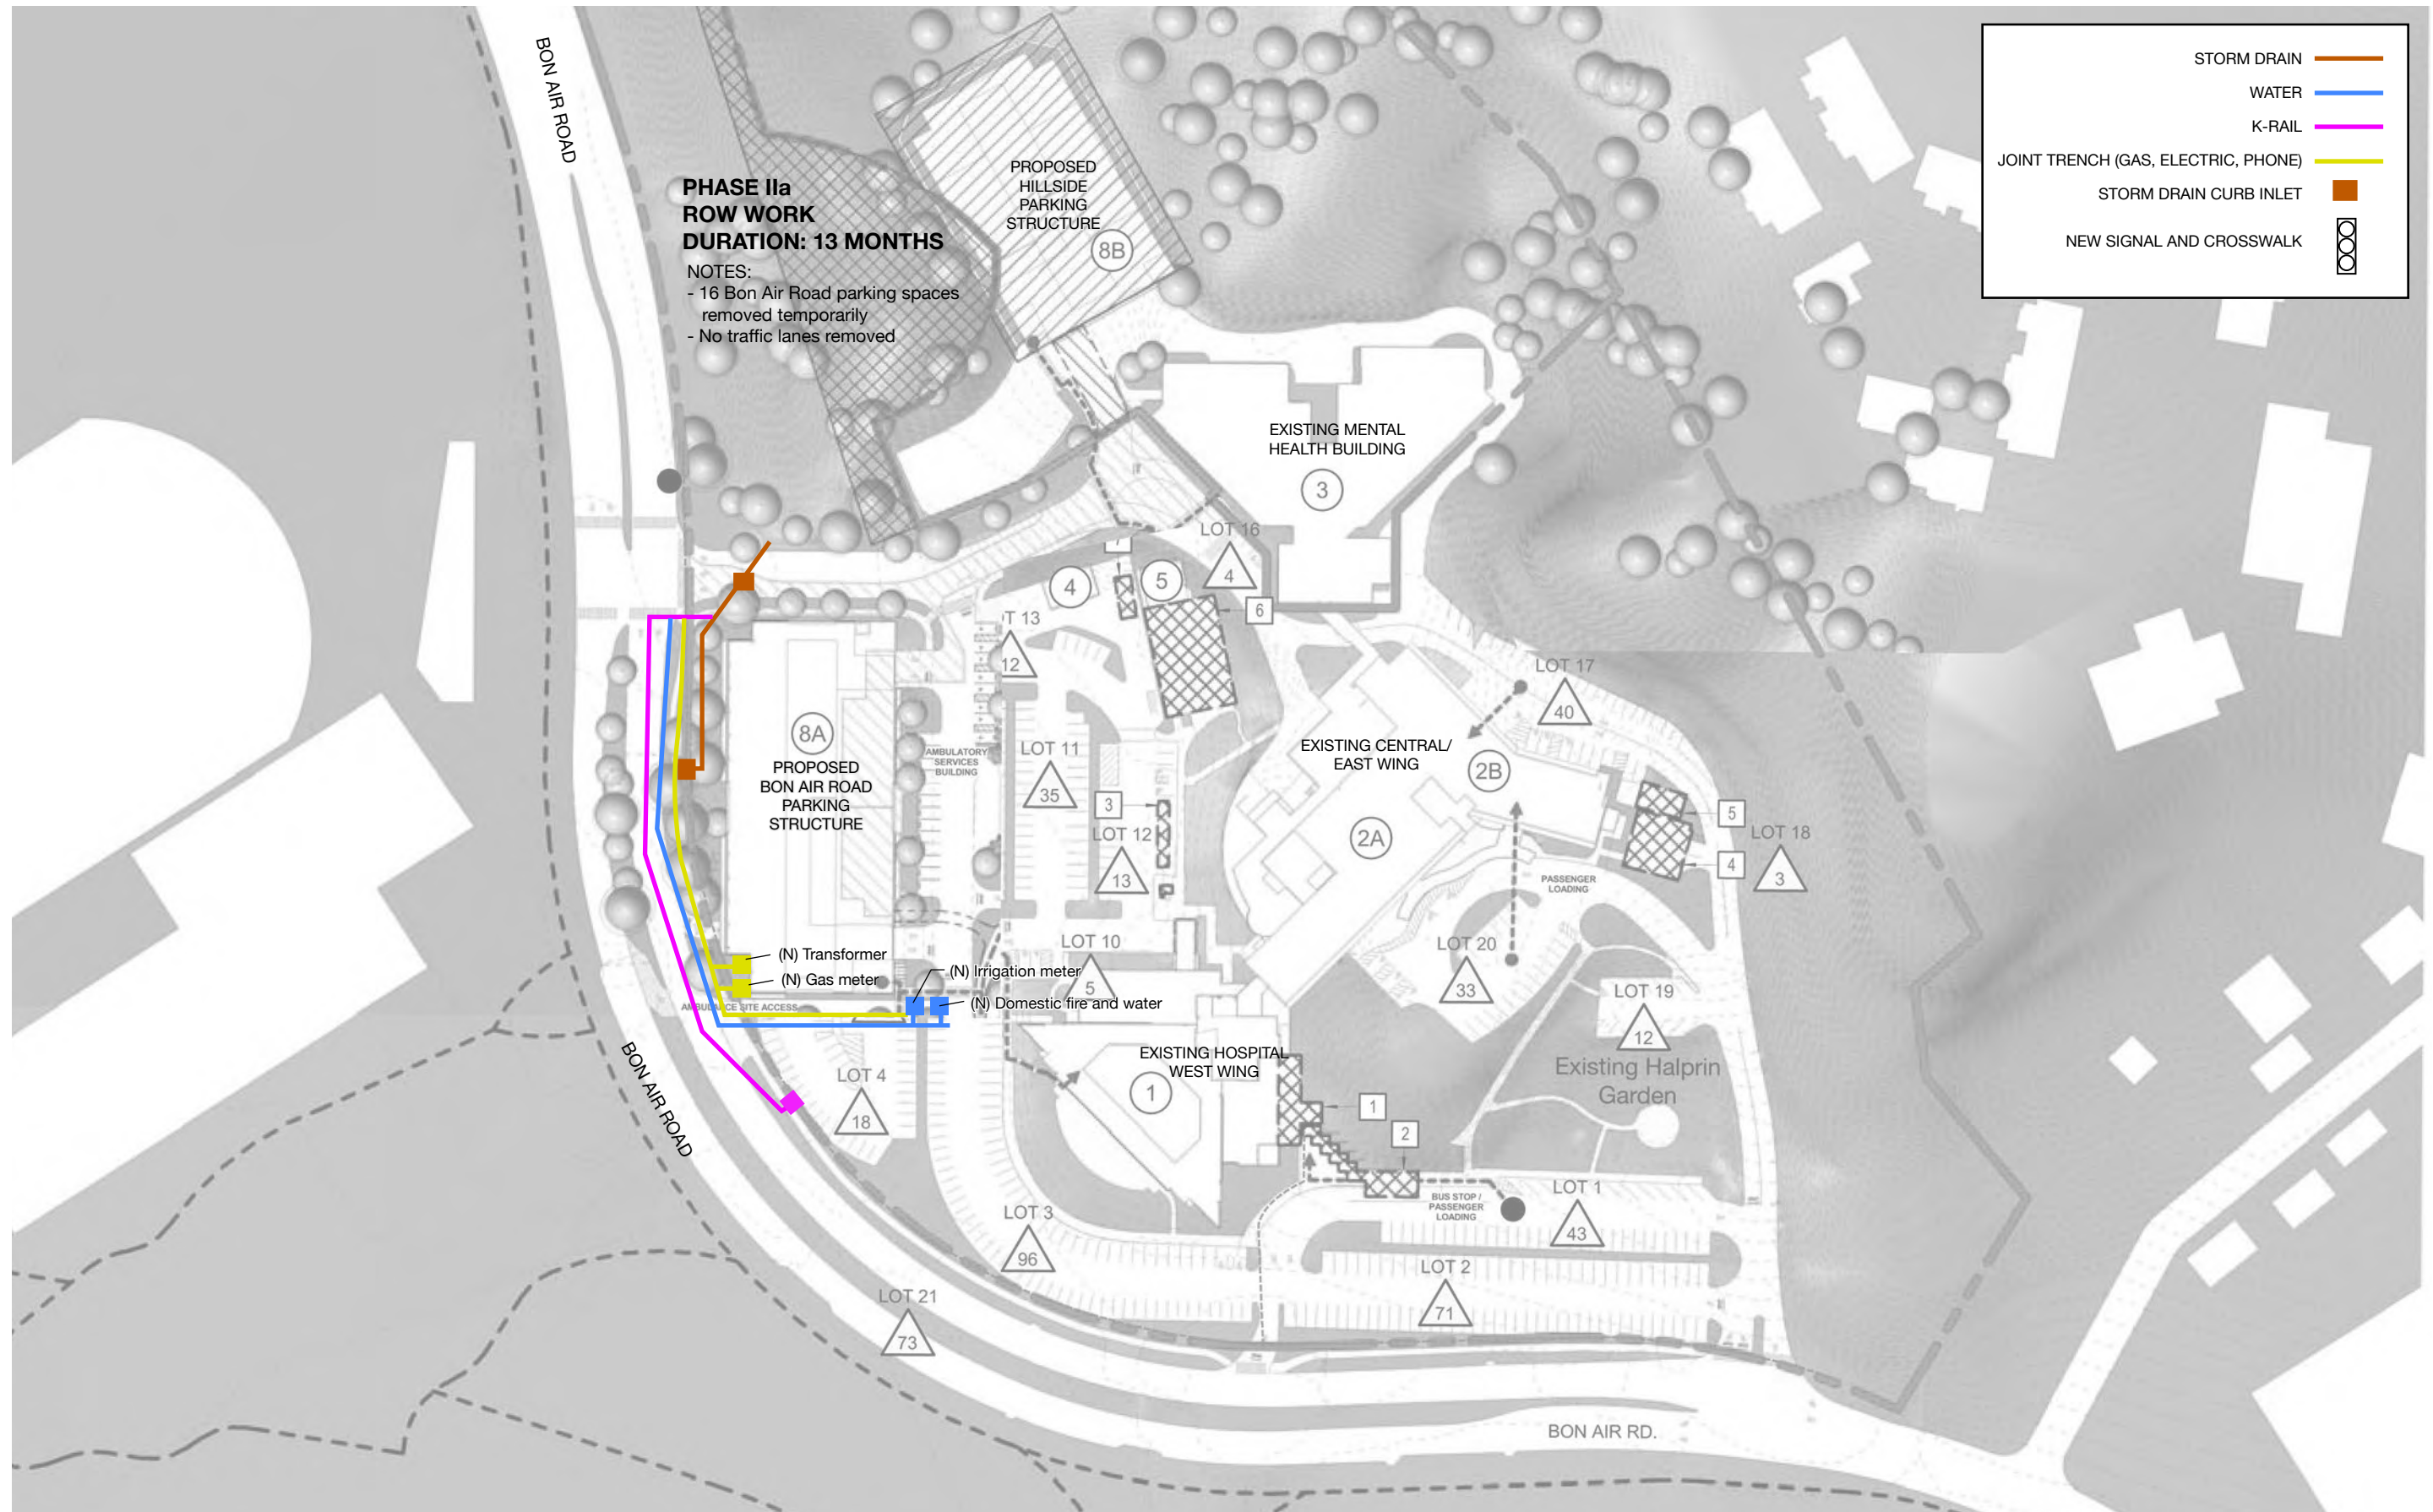 STORM DRAIN
WATER
K-RAIL
JOINT TRENCH (GAS, ELECTRIC, PHONE)
STORM DRAIN CURB INLET
NEW SIGNAL AND CROSSWALK
BON AIR ROAD
PHASE IIa
ROW WORK
DURATION: 13 MONTHS
NOTES:
- 16 Bon Air Road parking spaces
removed temporarily
- No traffic lanes removed
PROPOSED
HILLSIDE
PARKING
STRUCTURE
8B
EXISTING MENTAL
HEALTH BUILDING
3
LOT 16
4
7
4
5
6
T 13
12
LOT 17
40
8A
PROPOSED
BON AIR ROAD
PARKING
STRUCTURE
AMBULATORY
SERVICES
BUILDING
LOT 11
35
EXISTING CENTRAL/
EAST WING
2B
2A
3
LOT 12
13
5
4
LOT 18
3
PASSENGER
LOADING
LOT 10
5
LOT 20
33
(N) Transformer
(N) Gas meter
(N) Irrigation meter
(N) Domestic fire and water
AMBULANCE SITE ACCESS
LOT 19
12
Existing Halprin
Garden
EXISTING HOSPITAL
WEST WING
1
1
2
LOT 4
18
BON AIR ROAD
BUS STOP /
PASSENGER
LOADING
LOT 1
43
LOT 3
96
LOT 2
71
LOT 21
73
BON AIR RD.